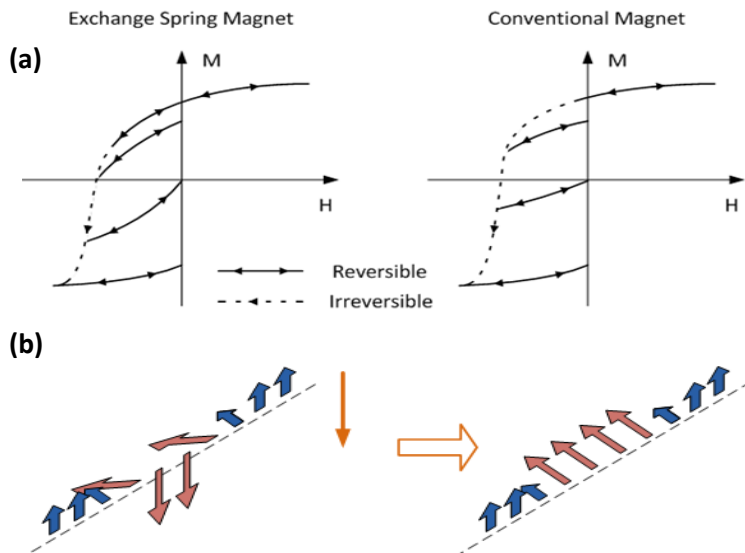 Exchange Spring Magnet
Conventional Magnet
(a)
M
M
H
H
Reversible
Irreversible
(b)